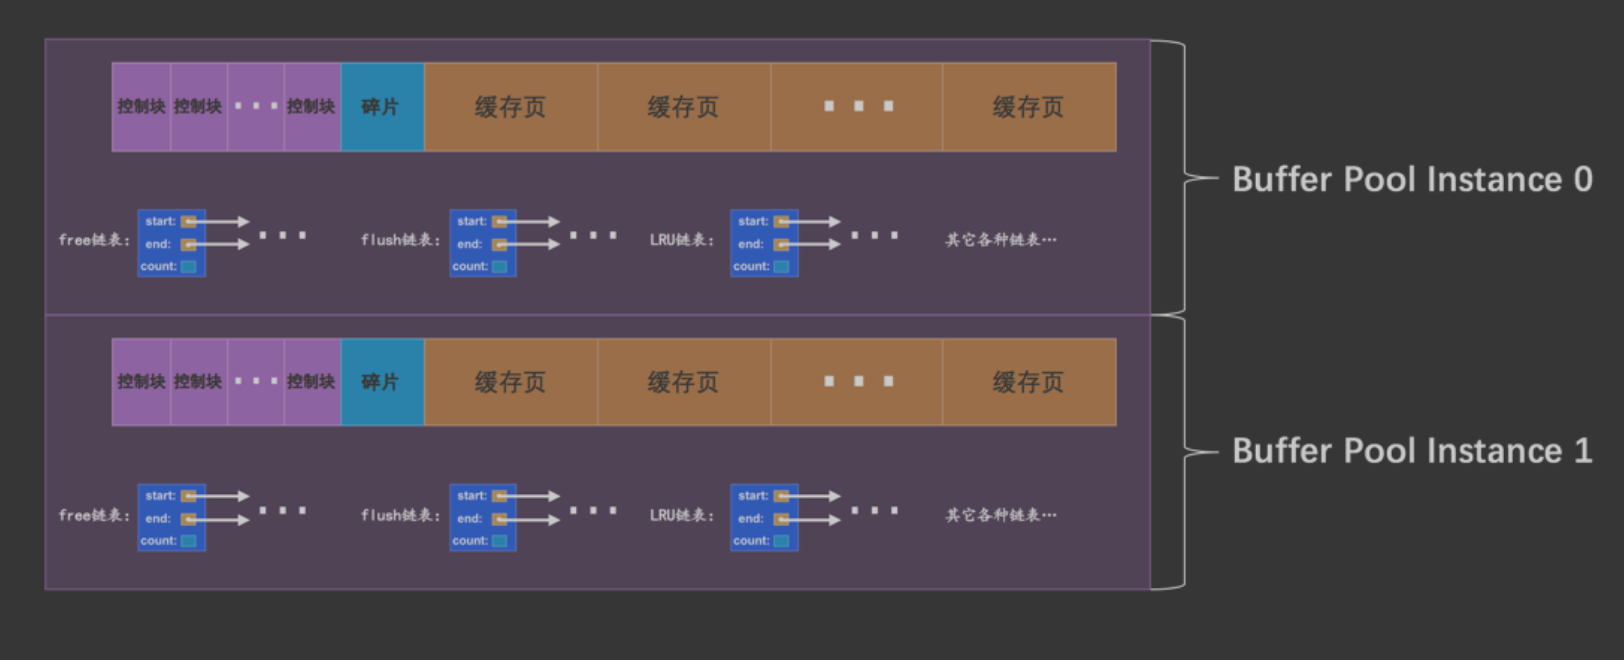 控制块 控制块 ··· 控制块 碎片 缓存页 缓存页 ··· 缓存页
Buffer Pool Instance 0
free链表: start: end: count: ···
flush链表: start: end: count: ···
LRU链表: start: end: count: ···
其它各种链表···
控制块 控制块 ··· 控制块 碎片 缓存页 缓存页 ··· 缓存页
Buffer Pool Instance 1
free链表: start: end: count: ···
flush链表: start: end: count: ···
LRU链表: start: end: count: ···
其它各种链表···